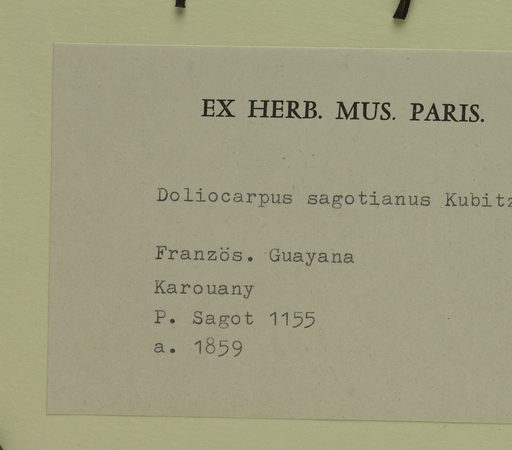 EX HERB. MUS. PARIS.
Doliocarpus sagotianus Kubitz
Französ. Guayana
Karouany
P. Sagot 1155
a. 1859